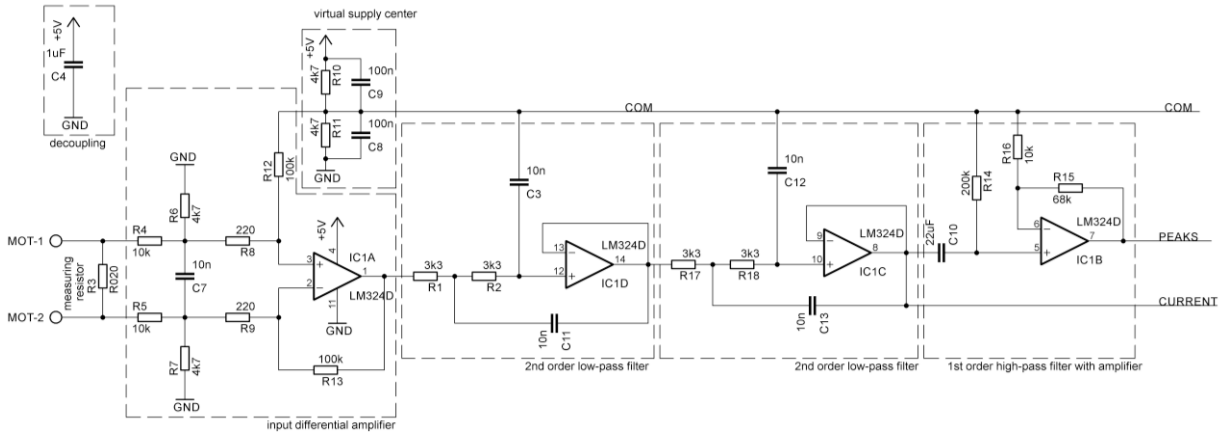 virtual supply center
+5V
1uF
C4
GND
decoupling
+5V
4k7
R10
100n
C9
4k7
R11
100n
C8
GND
COM
COM
R12
100k
GND
R6
4k7
MOT-1
R4
10k
220
R8
measuring
resistor
R3
R020
10n
C7
MOT-2
R5
10k
220
R9
R7
4k7
GND
+5V
4
3
+
2
−
1
11
IC1A
LM324D
GND
100k
R13
input differential amplifier
10n
C3
3k3
R1
3k3
R2
13
−
12
+
14
LM324D
IC1D
10n
C11
2nd order low-pass filter
10n
C12
3k3
R17
3k3
R18
9
−
10
+
8
LM324D
IC1C
10n
C13
2nd order low-pass filter
22uF
C10
200k
R14
R16
10k
R15
68k
6
−
5
+
7
LM324D
IC1B
PEAKS
CURRENT
1st order high-pass filter with amplifier